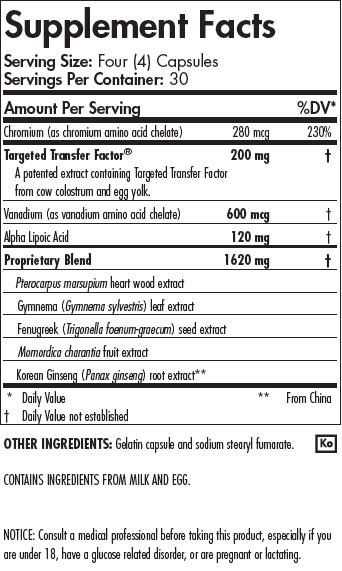 Supplement Facts
Serving Size: Four (4) Capsules
Servings Per Container: 30
Amount Per Serving %DV*
Chromium (as chromium amino acid chelate) 280 mcg 230%
Targeted Transfer Factor® 200 mg †
A patented extract containing Targeted Transfer Factor
from cow colostrum and egg yolk.
Vanadium (as vanadium amino acid chelate) 600 mcg †
Alpha Lipoic Acid 120 mg †
Proprietary Blend 1620 mg †
Pterocarpus marsupium heart wood extract
Gymnema (Gymnema sylvestris) leaf extract
Fenugreek (Trigonella foenum-graecum) seed extract
Momordica charantia fruit extract
Korean Ginseng (Panax ginseng) root extract**
* Daily Value ** From China
† Daily Value not established
OTHER INGREDIENTS: Gelatin capsule and sodium stearyl fumarate. Ko
CONTAINS INGREDIENTS FROM MILK AND EGG.
NOTICE: Consult a medical professional before taking this product, especially if you
are under 18, have a glucose related disorder, or are pregnant or lactating.